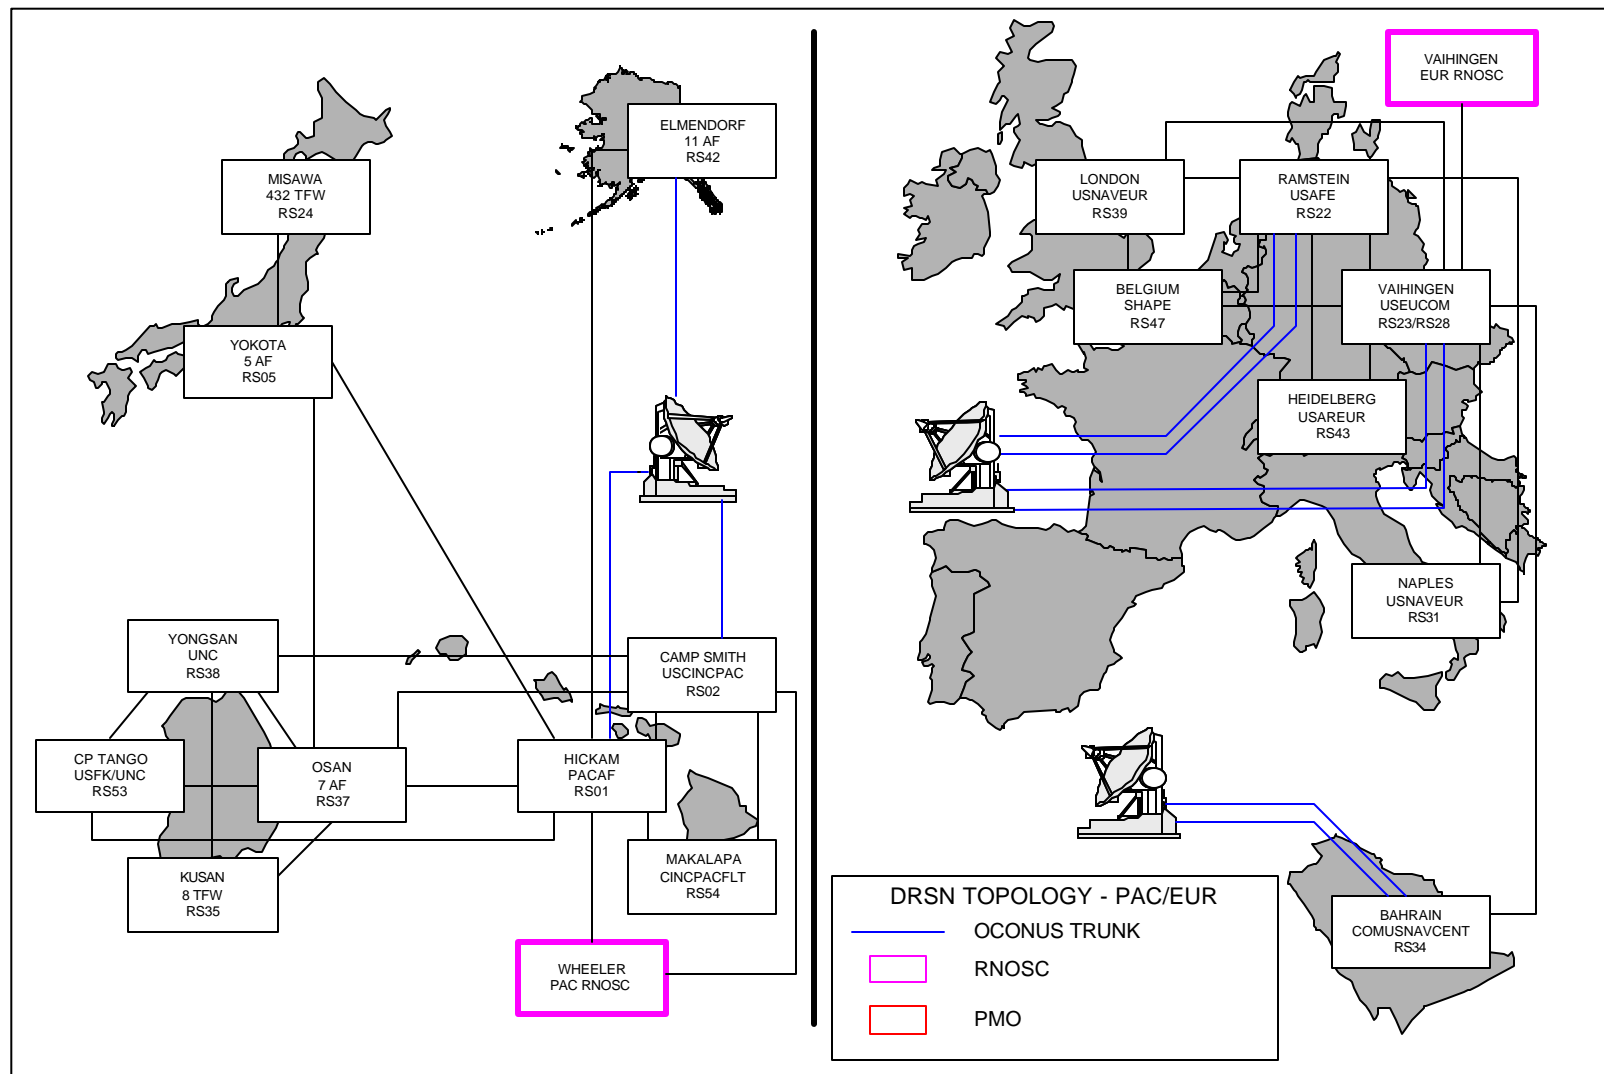 ELMENDORF
11 AF
RS42
MISAWA
432 TFW
RS24
YOKOTA
5 AF
RS05
YONGSAN
UNC
RS38
CAMP SMITH
USCINCPAC
RS02
CP TANGO
USFK/UNC
RS53
OSAN
7 AF
RS37
HICKAM
PACAF
RS01
KUSAN
8 TFW
RS35
MAKALAPA
CINCPACFLT
RS54
WHEELER
PAC RNOSC
VAIHINGEN
EUR RNOSC
LONDON
USNAVEUR
RS39
RAMSTEIN
USAFE
RS22
BELGIUM
SHAPE
RS47
VAIHINGEN
USEUCOM
RS23/RS28
HEIDELBERG
USAREUR
RS43
NAPLES
USNAVEUR
RS31
BAHRAIN
COMUSNAVCENT
RS34
DRSN TOPOLOGY - PAC/EUR
OCONUS TRUNK
RNOSC
PMO